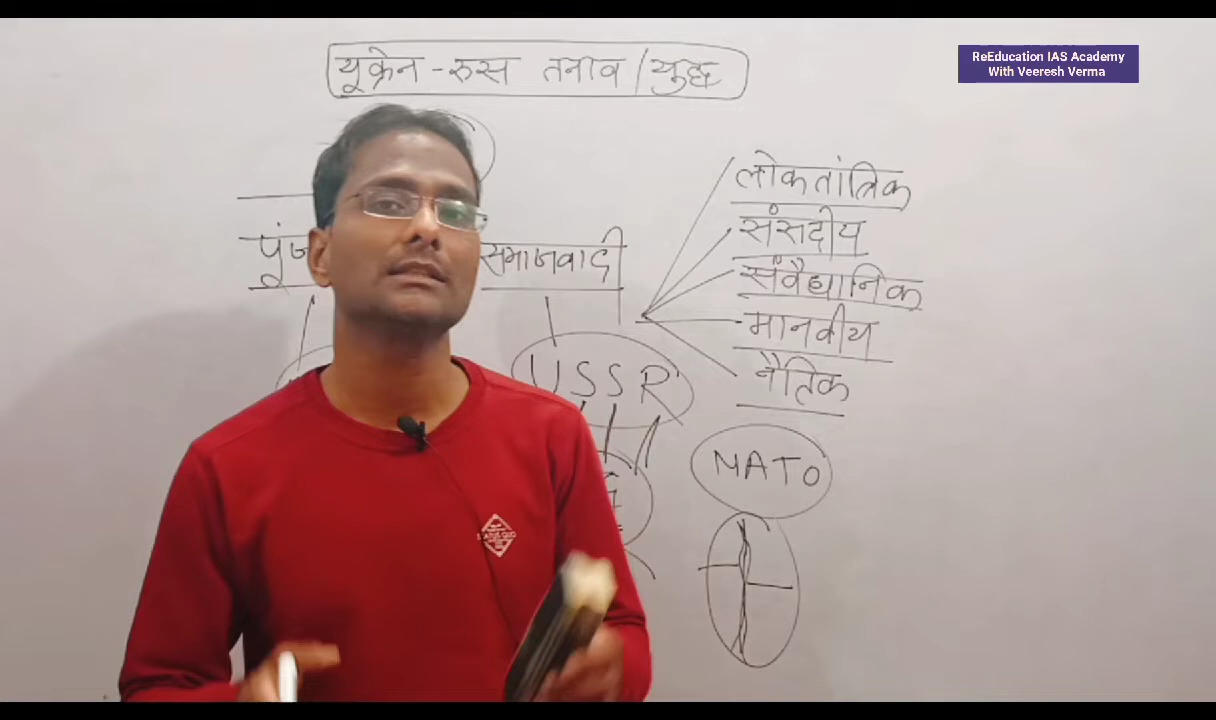 ReEducation IAS Academy
With Veeresh Verma
यूक्रेन - रुस तनाव / युद्ध
लोकतांत्रिक
संसदीय
समाजवादी
संवैधानिक
मानवीय
नैतिक
USSR
NATO